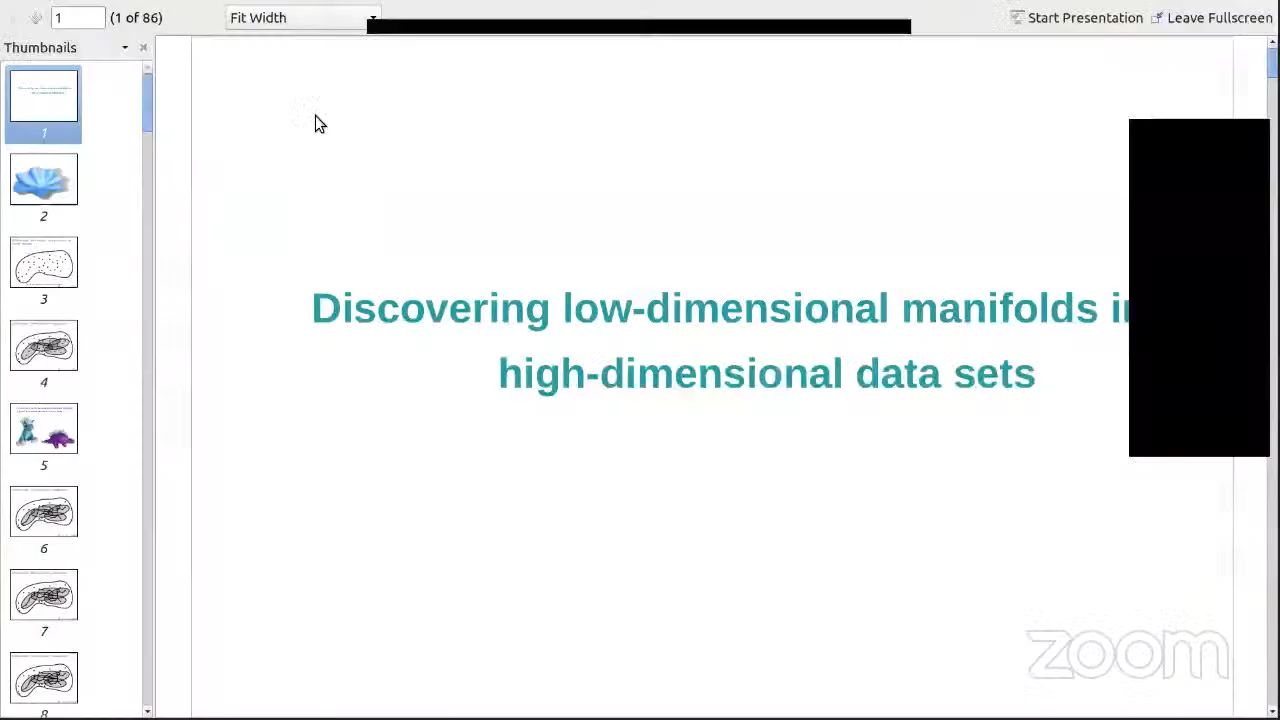 1 (1 of 86) Fit Width Start Presentation Leave Fullscreen
Thumbnails
1
2
3
4
5
6
7
8
Discovering low-dimensional manifolds
high-dimensional data sets
zoom